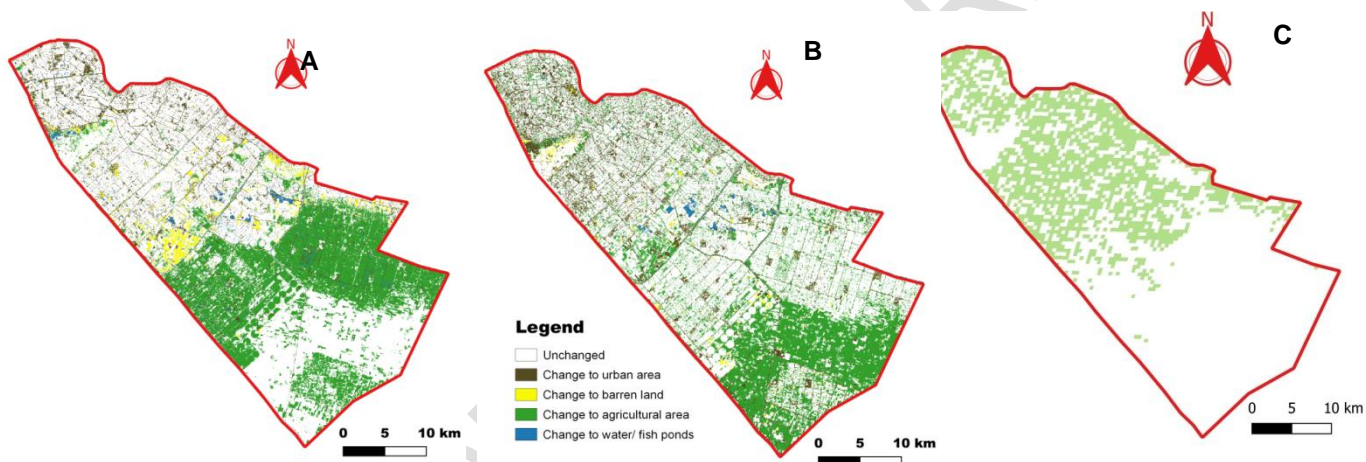 N
A
N
B
N
C
Legend
Unchanged
Change to urban area
Change to barren land
Change to agricultural area
Change to water/ fish ponds
0 5 10 km
0 5 10 km
0 5 10 km